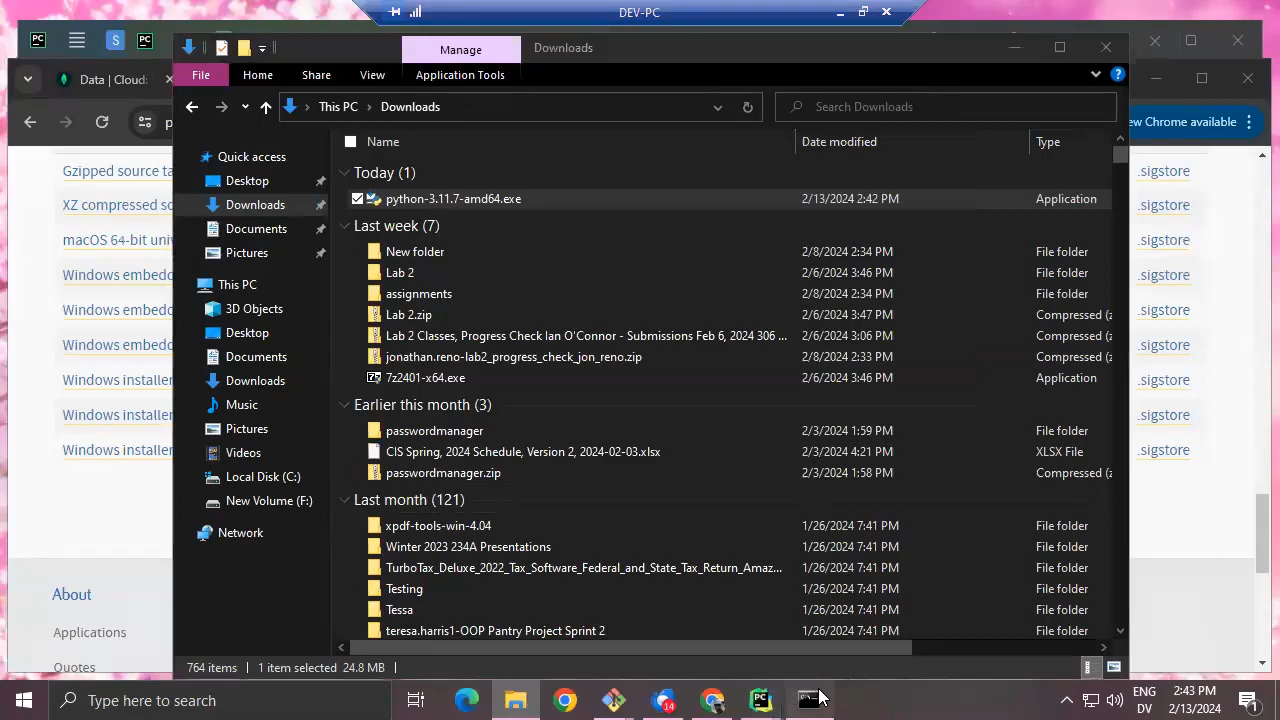 DEV-PC
Manage
Downloads
File
Home
Share
View
Application Tools
Data | Cloud:
This PC
Downloads
Search Downloads
ew Chrome available
Name
Date modified
Type
Quick access
Desktop
Downloads
Documents
Pictures
This PC
3D Objects
Desktop
Documents
Downloads
Music
Pictures
Videos
Local Disk (C:)
New Volume (F:)
Network
Today (1)
python-3.11.7-amd64.exe 2/13/2024 2:42 PM Application
Last week (7)
New folder 2/8/2024 2:34 PM File folder
Lab 2 2/6/2024 3:46 PM File folder
assignments 2/8/2024 2:34 PM File folder
Lab 2.zip 2/6/2024 3:47 PM Compressed (z
Lab 2 Classes, Progress Check Ian O'Connor - Submissions Feb 6, 2024 306 ... 2/6/2024 3:06 PM Compressed (z
jonathan.reno-lab2_progress_check_jon_reno.zip 2/8/2024 2:33 PM Compressed (z
7z2401-x64.exe 2/6/2024 3:46 PM Application
Earlier this month (3)
passwordmanager 2/3/2024 1:59 PM File folder
CIS Spring, 2024 Schedule, Version 2, 2024-02-03.xlsx 2/3/2024 4:21 PM XLSX File
passwordmanager.zip 2/3/2024 1:58 PM Compressed (z
Last month (121)
xpdf-tools-win-4.04 1/26/2024 7:41 PM File folder
Winter 2023 234A Presentations 1/26/2024 7:41 PM File folder
TurboTax_Deluxe_2022_Tax_Software_Federal_and_State_Tax_Return_Amaz... 1/26/2024 7:41 PM File folder
Testing 1/26/2024 7:41 PM File folder
Tessa 1/26/2024 7:41 PM File folder
teresa.harris1-OOP Pantry Project Sprint 2 1/26/2024 7:41 PM File folder
764 items
1 item selected 24.8 MB
Gzipped source ta
XZ compressed so
macOS 64-bit univ
Windows embedd
Windows embedd
Windows embedd
Windows installer
Windows installer
Windows installer
.sigstore
.sigstore
.sigstore
.sigstore
.sigstore
.sigstore
.sigstore
.sigstore
.sigstore
About
Applications
Quotes
Type here to search
14
ENG
DV
2:43 PM
2/13/2024
1